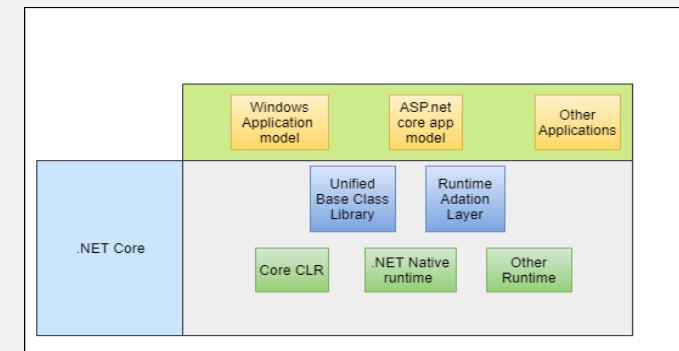 Windows
Application
model
ASP.net
core app
model
Other
Applications
Unified
Base Class
Library
Runtime
Adation
Layer
.NET Core
Core CLR
.NET Native
runtime
Other
Runtime